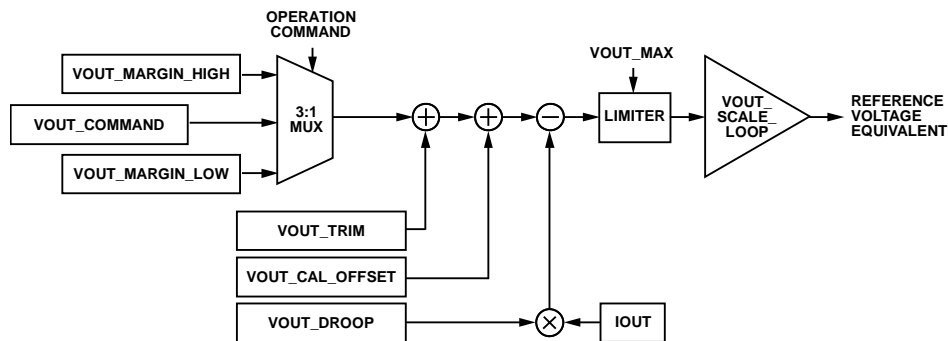 OPERATION
COMMAND
VOUT_MARGIN_HIGH
VOUT_COMMAND
VOUT_MARGIN_LOW
3:1
MUX
VOUT_MAX
LIMITER
VOUT_
SCALE_
LOOP
REFERENCE
VOLTAGE
EQUIVALENT
VOUT_TRIM
VOUT_CAL_OFFSET
VOUT_DROOP
IOUT